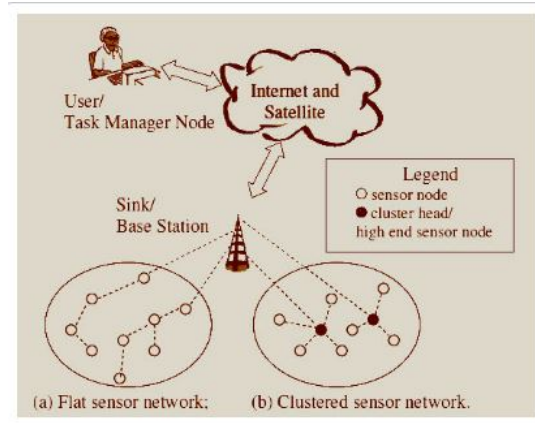 Internet and
Satellite
User/
Task Manager Node
Legend
sensor node
cluster head/
high end sensor node
Sink/
Base Station
(a) Flat sensor network;
(b) Clustered sensor network.